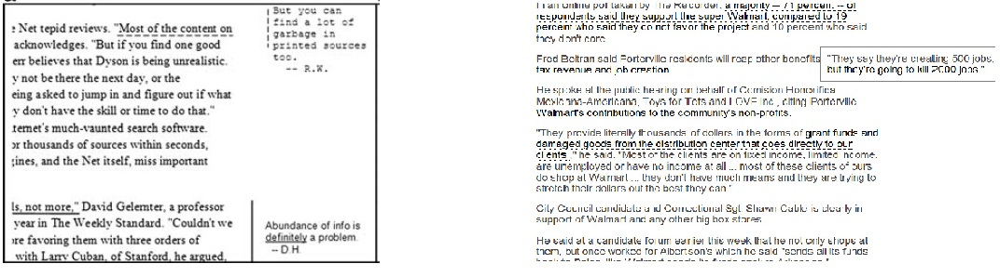 e Net tepid reviews. "Most of the content on
acknowledges. "But if you find one good
err believes that Dyson is being unrealistic.
y not be there the next day, or the
eing asked to jump in and figure out if what
y don't have the skill or time to do that."
ternet's much-vaunted search software.
or thousands of sources within seconds,
gines, and the Net itself, miss important
But you can
find a lot of
garbage in
printed sources
too.
-- R.W.
ls, not more," David Gelernter, a professor
year in The Weekly Standard. "Couldn't we
ore favoring them with three orders of
with Larry Cuban, of Stanford, he argued,
Abundance of info is
definitely a problem.
-- D.H.
an online poll taken by The Recorder, a majority -- 71 percent -- of
respondents said they support the super Walmart, compared to 19
percent who said they do not favor the project and 10 percent who said
they don't care.
Fred Beltran said Porterville residents will reap other benefits
tax revenue and job creation.
"They say they're creating 500 jobs,
but they're going to kill 2000 jobs."
He spoke at the public hearing on behalf of Comision Honorifica
Mexicana-Americana, Toys for Tots and LOVE Inc., citing Porterville
Walmart's contributions to the community's non-profits.
"They provide literally thousands of dollars in the forms of grant funds and
damaged goods from the distribution center that goes directly to our
clients," he said. "Most of the clients are on fixed income, limited income,
are unemployed or have no income at all ... most of these clients of ours
do shop at Walmart ... they don't have much means and they are trying to
stretch their dollars out the best they can."
City Council candidate and Correctional Sgt. Shawn Gable is clearly in
support of Walmart and any other big box stores.
He said at a candidate forum earlier this week that he not only shops at
them, but once worked for Albertson's which he said "sends all its funds